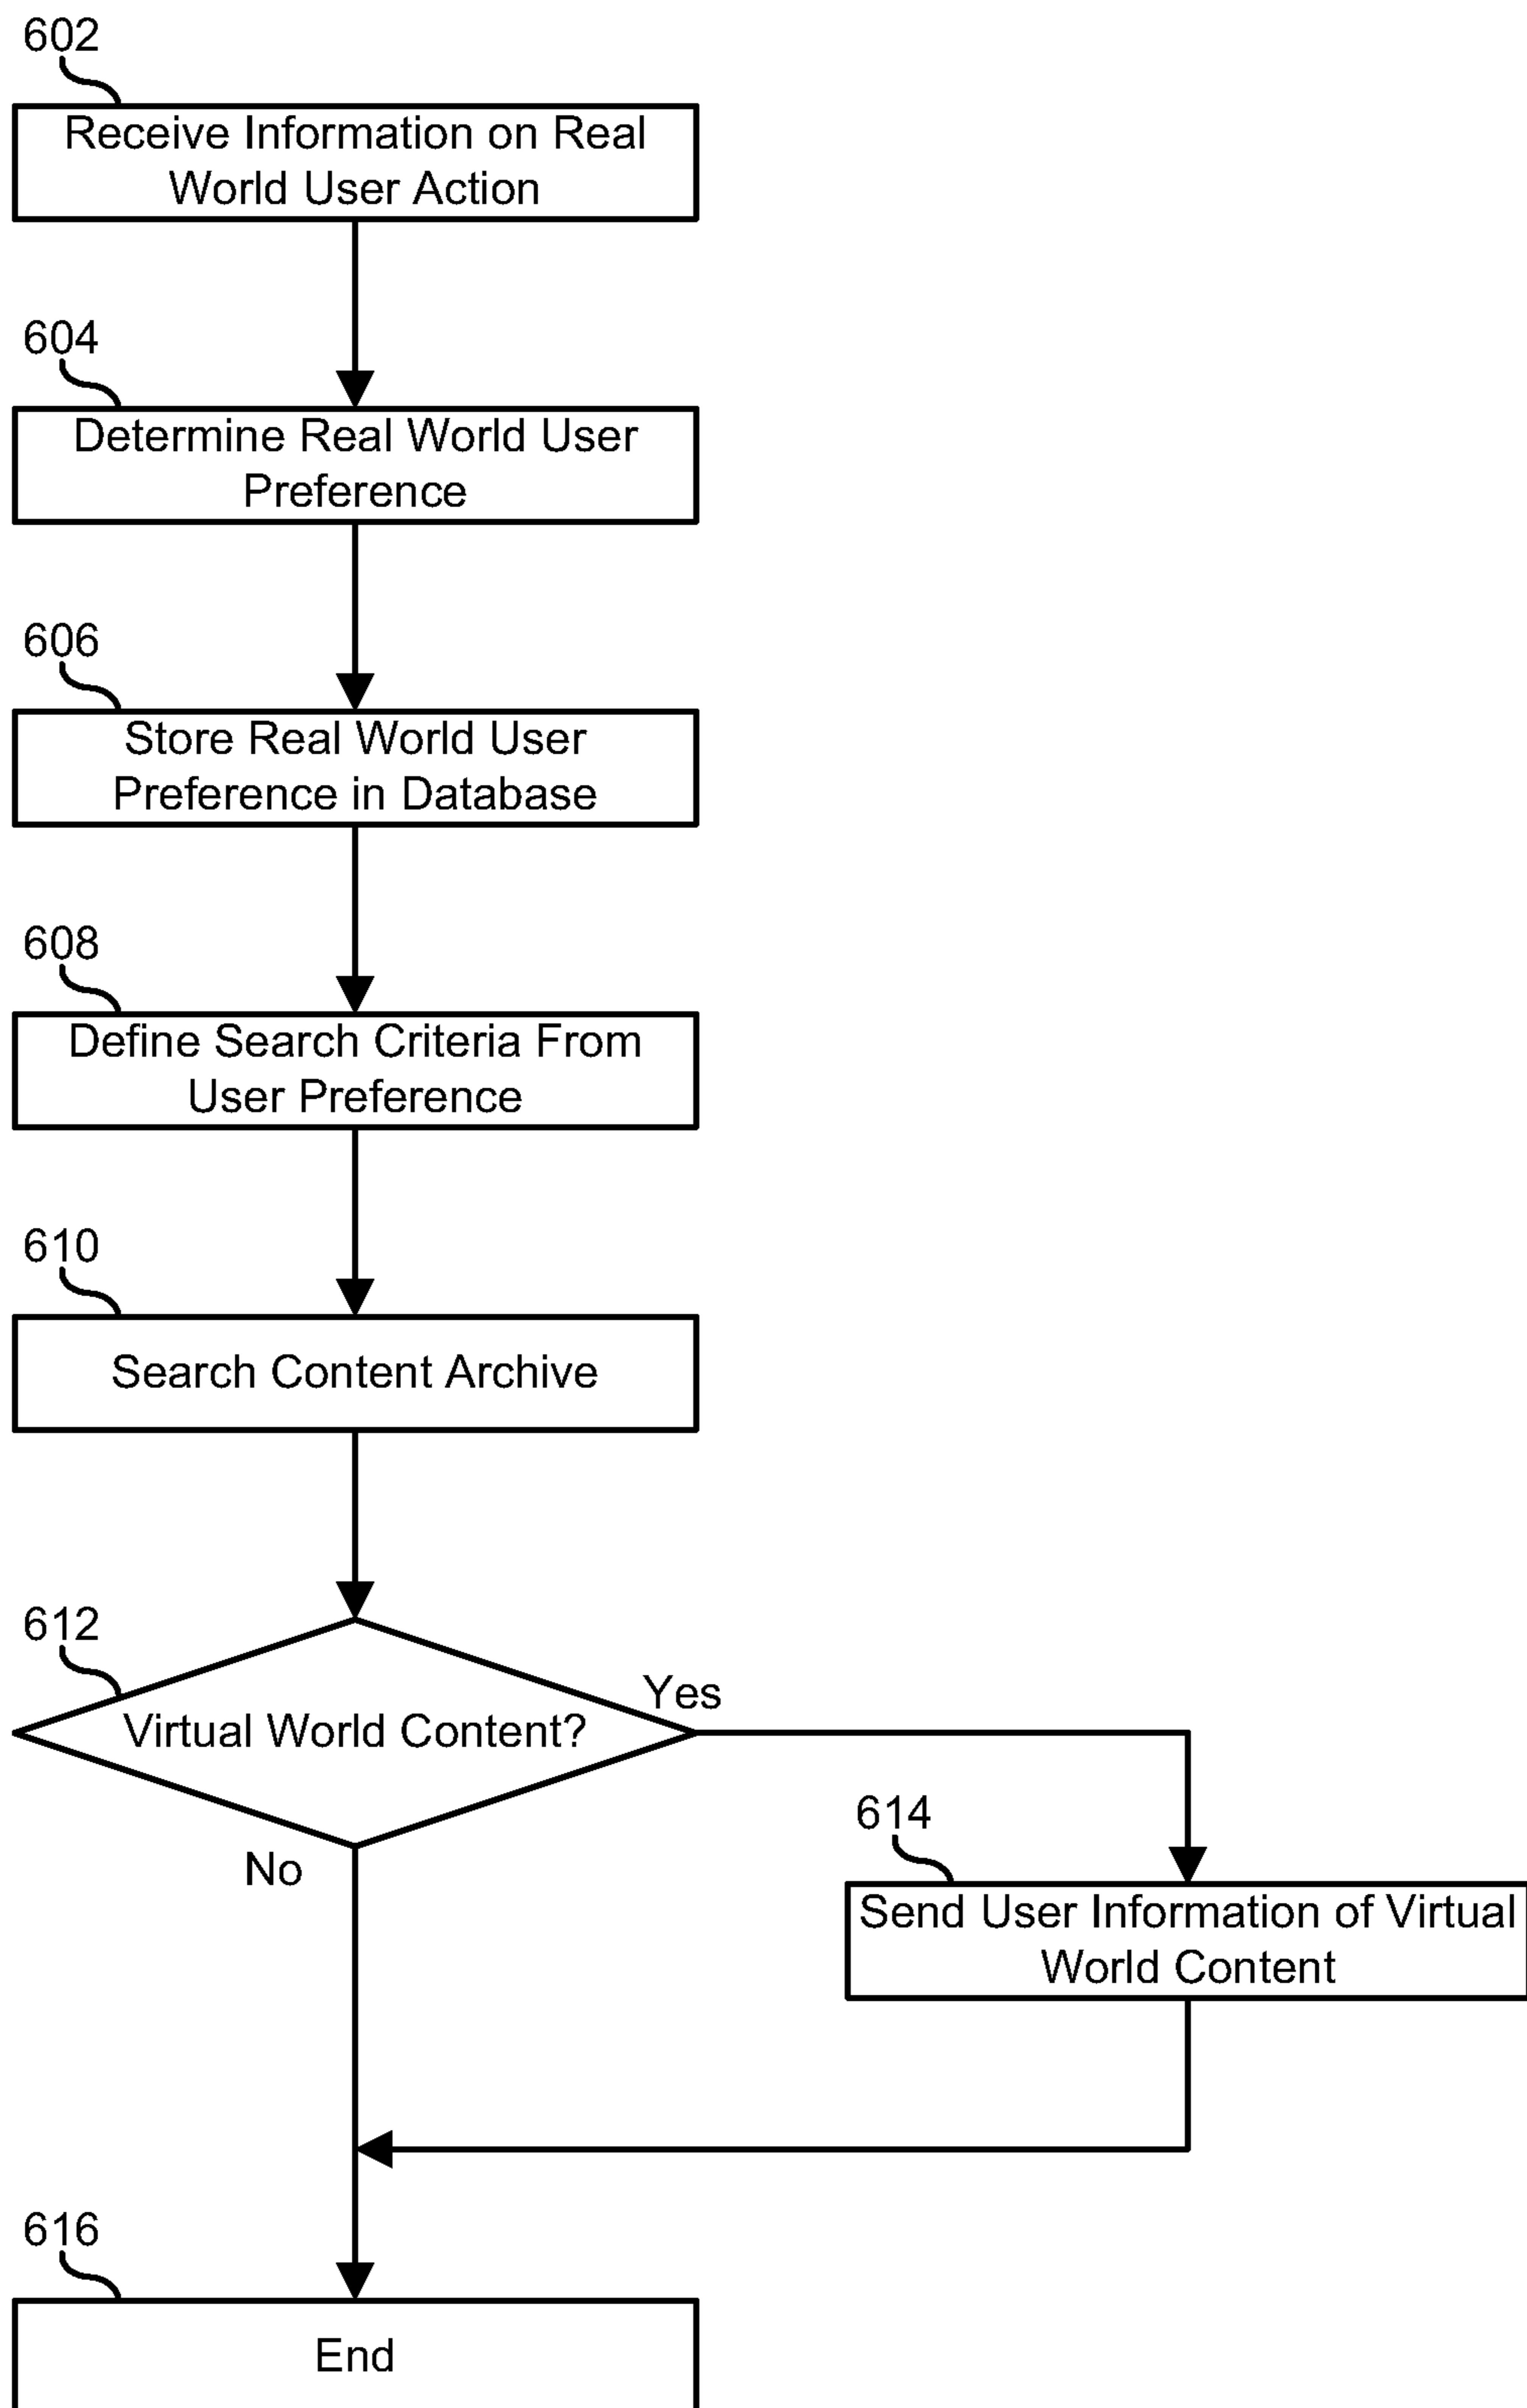 602
Receive Information on Real
World User Action
604
Determine Real World User
Preference
606
Store Real World User
Preference in Database
608
Define Search Criteria From
User Preference
610
Search Content Archive
612
Virtual World Content?
Yes
No
614
Send User Information of Virtual
World Content
616
End